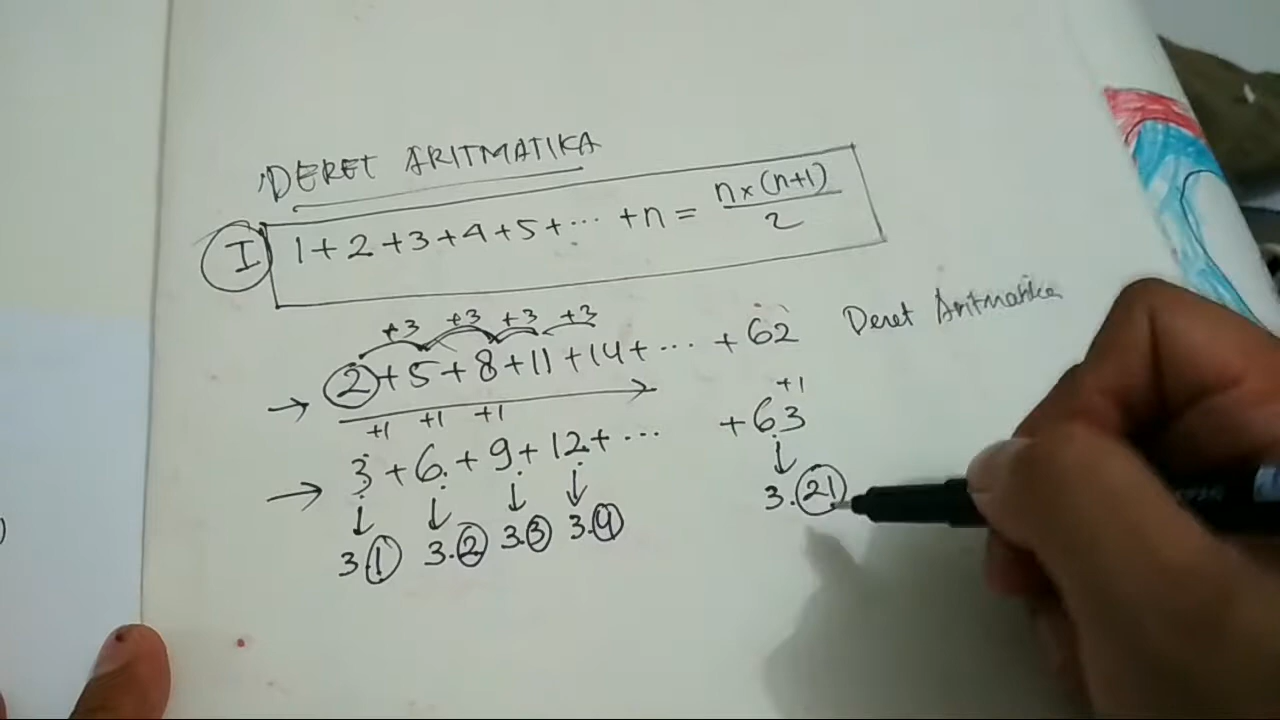 DERET ARITMATIKA
I 1+2+3+4+5+... +n = n×(n+1)/2
+3 +3 +3 +3
→ 2+5+8+11+14+... +62 Deret Aritmatika
+1 +1 +1 +1
→ 3+6+9+12+... +63
↓ ↓ ↓ ↓ ↓
3.1 3.2 3.3 3.4 3.21